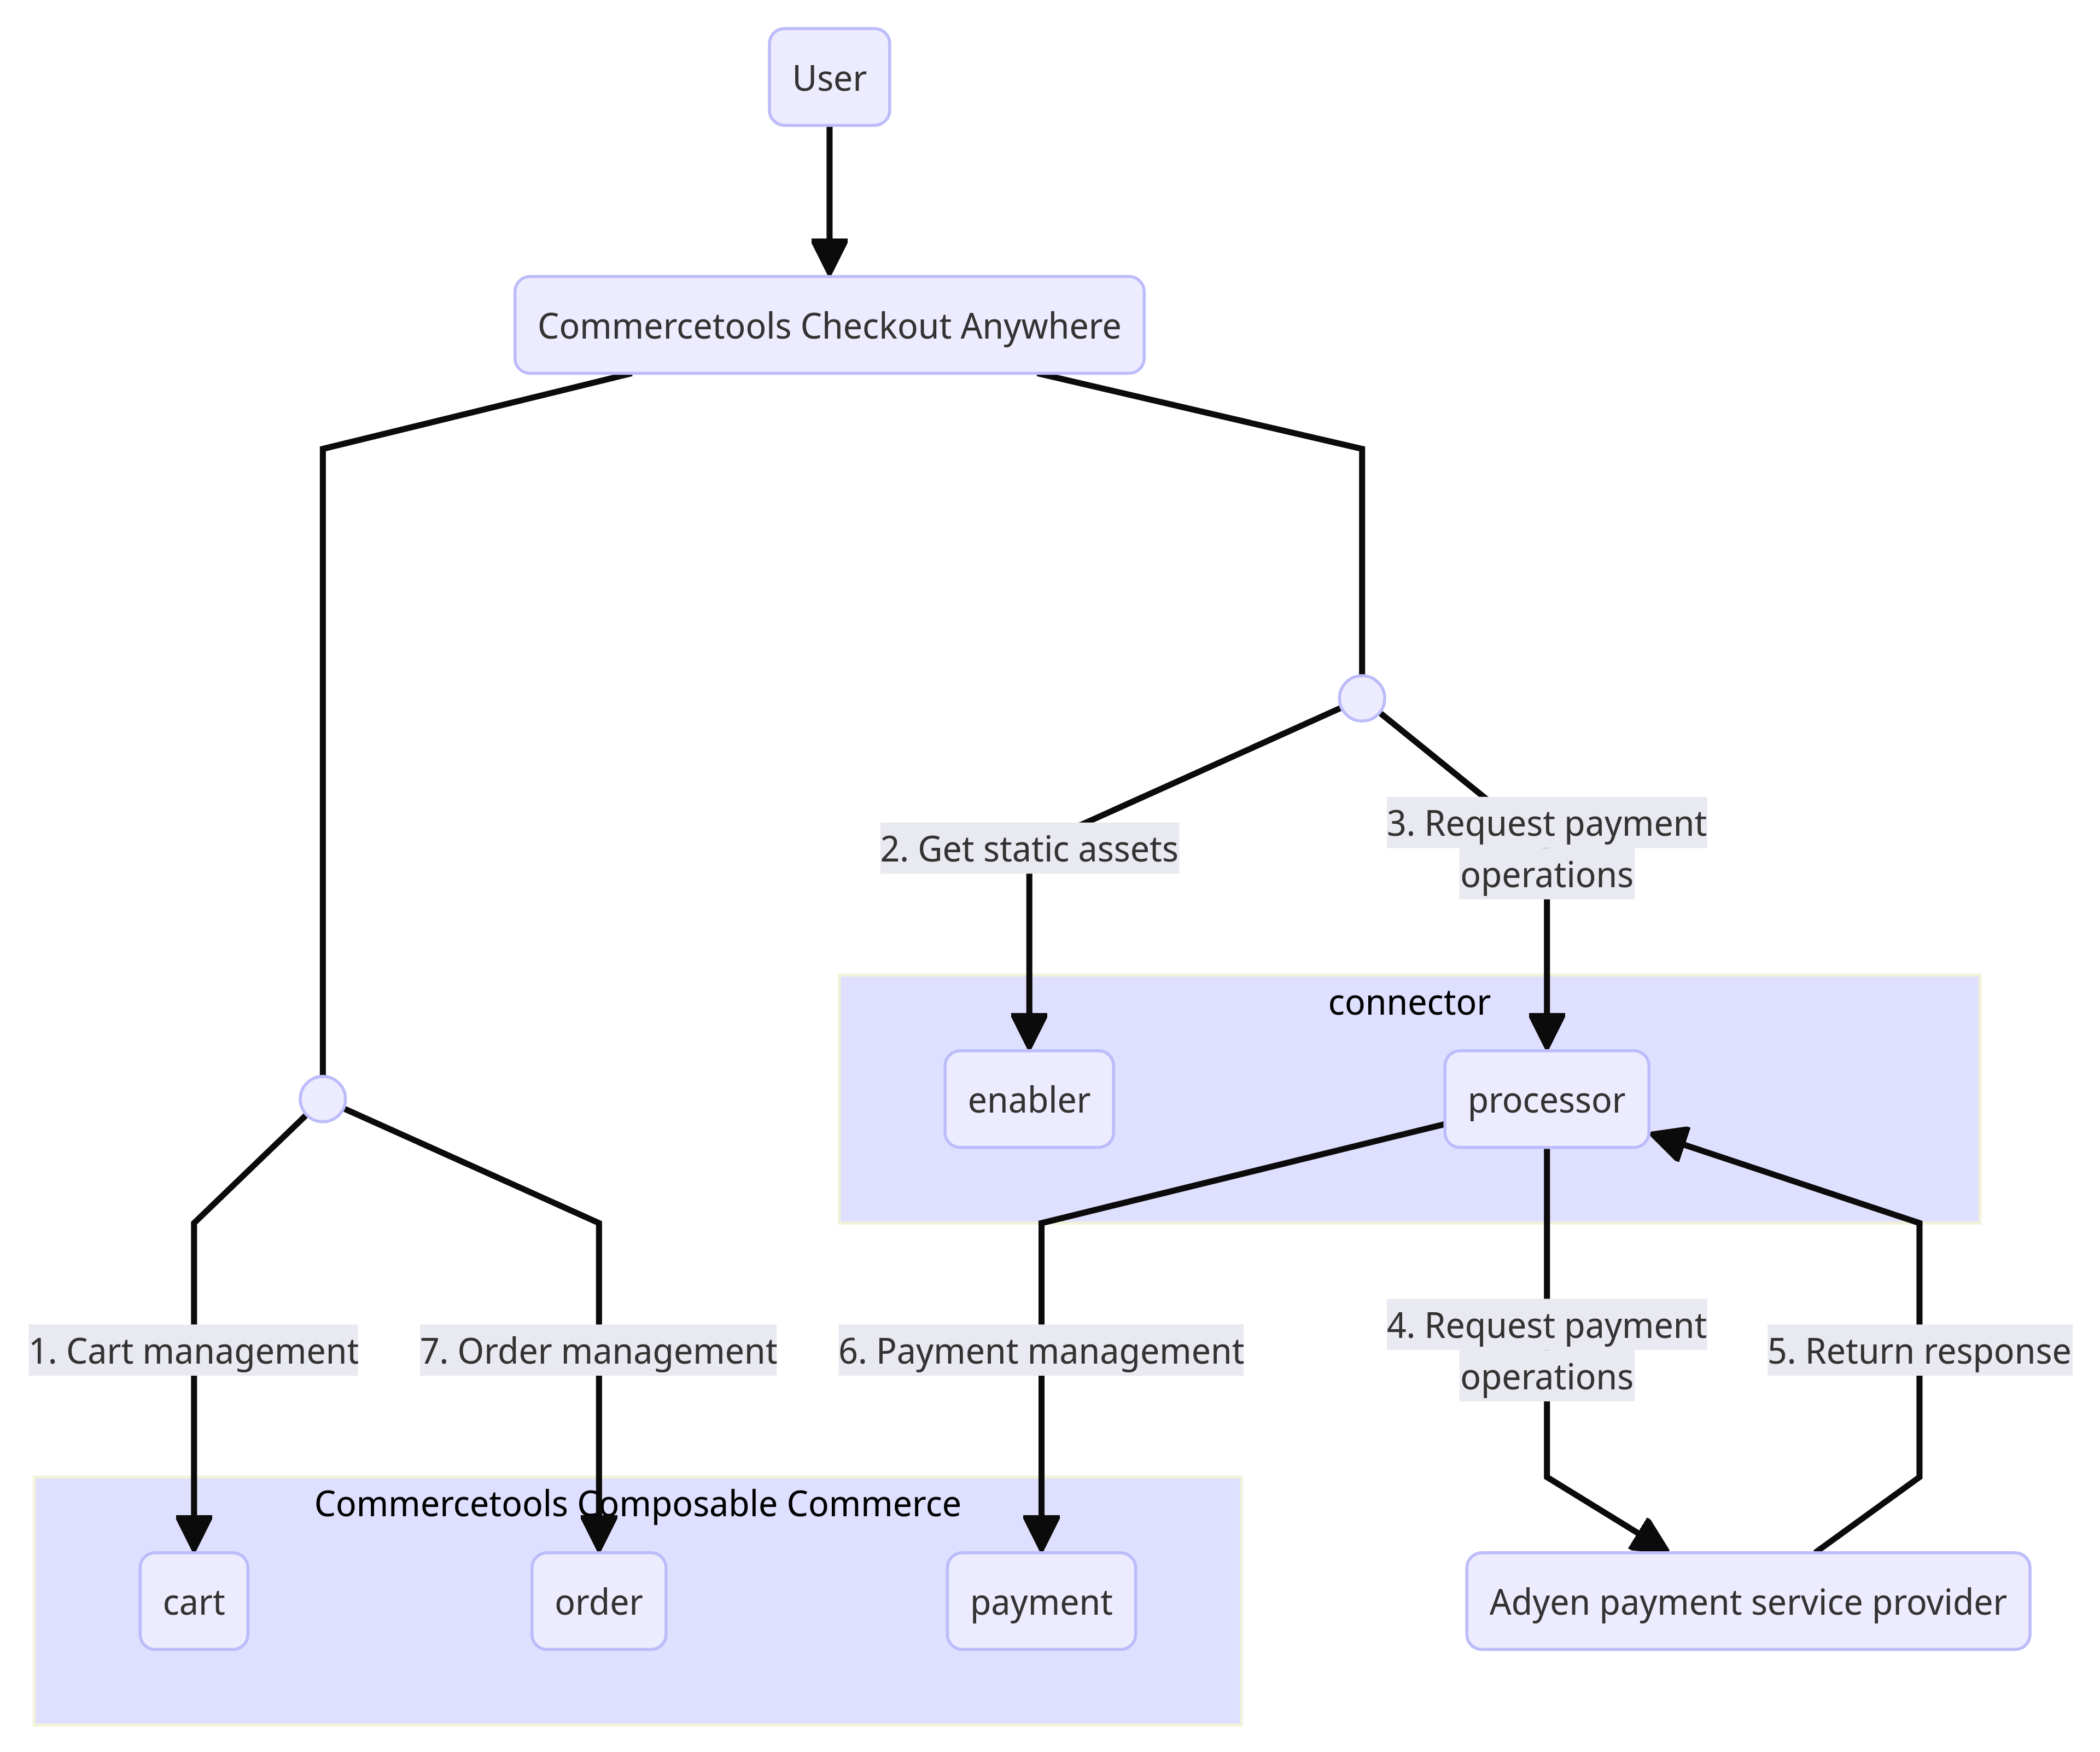 User
Commercetools Checkout Anywhere
2. Get static assets
3. Request payment
operations
connector
enabler
processor
1. Cart management
7. Order management
6. Payment management
4. Request payment
operations
5. Return response
Commercetools Composable Commerce
cart
order
payment
Adyen payment service provider